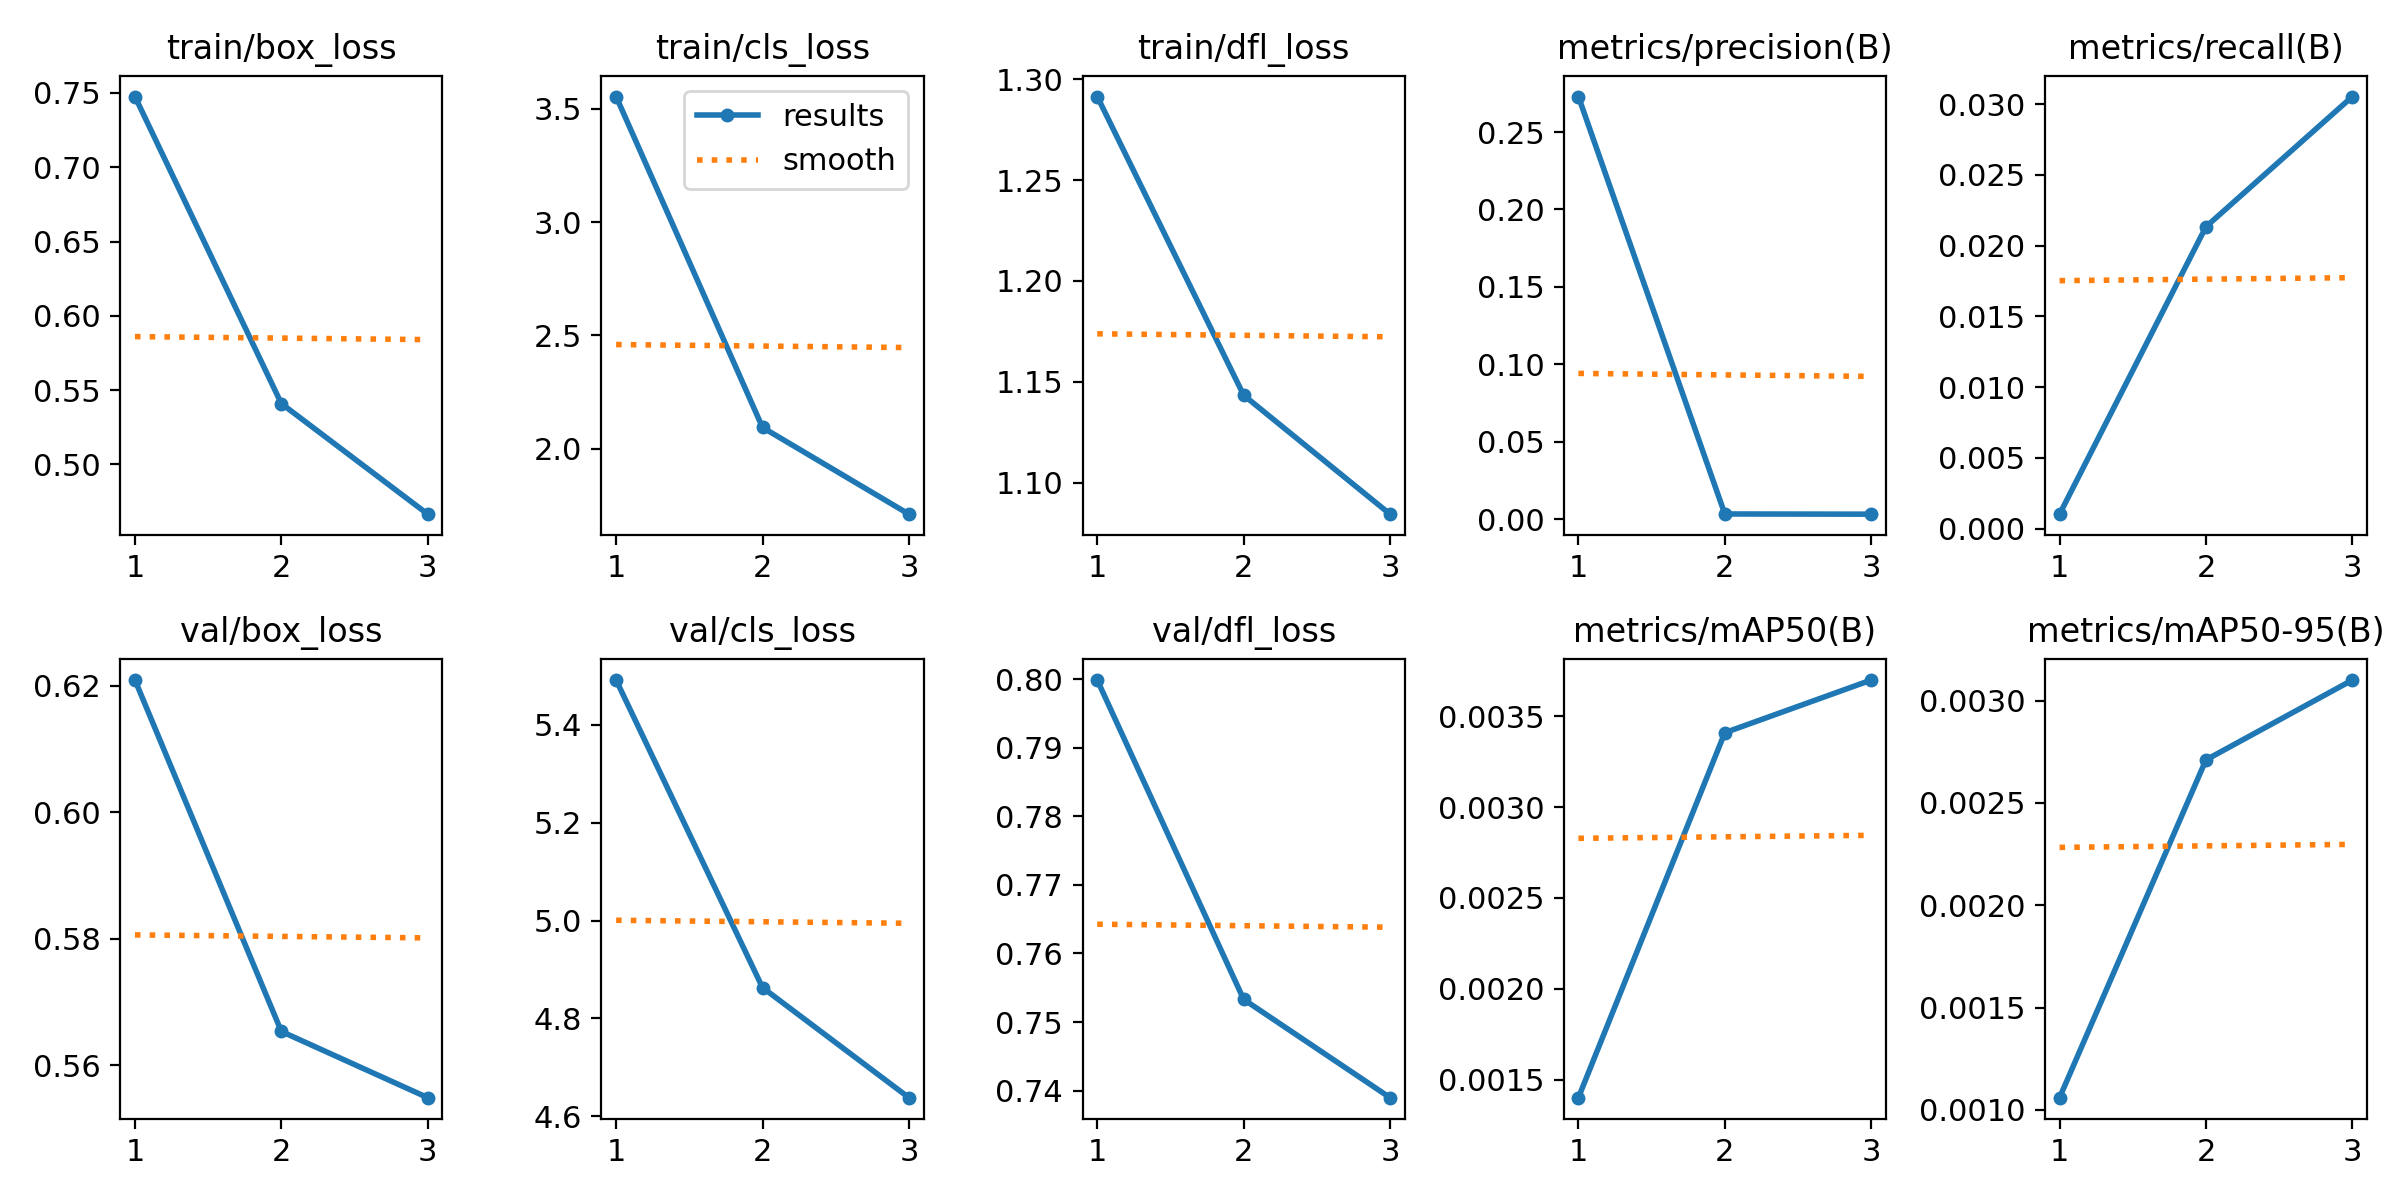 train/box_loss
0.75
0.70
0.65
0.60
0.55
0.50
1 2 3
train/cls_loss
results
smooth
3.5
3.0
2.5
2.0
1 2 3
train/dfl_loss
1.30
1.25
1.20
1.15
1.10
1 2 3
metrics/precision(B)
0.25
0.20
0.15
0.10
0.05
0.00
1 2 3
metrics/recall(B)
0.030
0.025
0.020
0.015
0.010
0.005
0.000
1 2 3
val/box_loss
0.62
0.60
0.58
0.56
1 2 3
val/cls_loss
5.4
5.2
5.0
4.8
4.6
1 2 3
val/dfl_loss
0.80
0.79
0.78
0.77
0.76
0.75
0.74
1 2 3
metrics/mAP50(B)
0.0035
0.0030
0.0025
0.0020
0.0015
1 2 3
metrics/mAP50-95(B)
0.0030
0.0025
0.0020
0.0015
0.0010
1 2 3